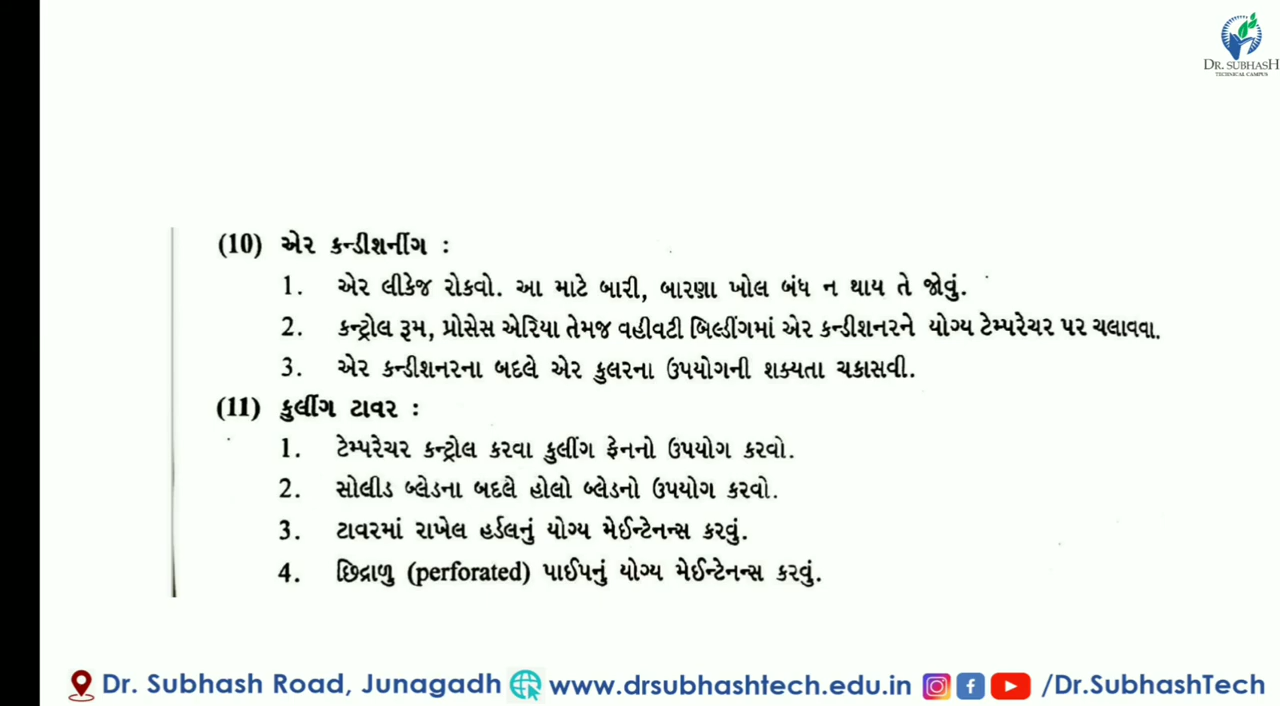 DR. SUBHASH
TECHNICAL CAMPUS
(10) એર કન્ડીશનીંગ :
1. એર લીકેજ રોકવો. આ માટે બારી, બારણા ખોલ બંધ ન થાય તે જોવું.
2. કન્ટ્રોલ રૂમ, પ્રોસેસ એરિયા તેમજ વહીવટી બિલ્ડીંગમાં એર કન્ડીશનરને યોગ્ય ટેમ્પરેચર પર ચલાવવા.
3. એર કન્ડીશનરના બદલે એર કુલરના ઉપયોગની શક્યતા ચકાસવી.
(11) કુલીંગ ટાવર :
1. ટેમ્પરેચર કન્ટ્રોલ કરવા કુલીંગ ફેનનો ઉપયોગ કરવો.
2. સોલીડ બ્લેડના બદલે હોલો બ્લેડનો ઉપયોગ કરવો.
3. ટાવરમાં રાખેલ હર્ડલનું યોગ્ય મેઈન્ટેનન્સ કરવું.
4. છિદ્રાળુ (perforated) પાઈપનું યોગ્ય મેઈન્ટેનન્સ કરવું.
Dr. Subhash Road, Junagadh www.drsubhashtech.edu.in /Dr.SubhashTech